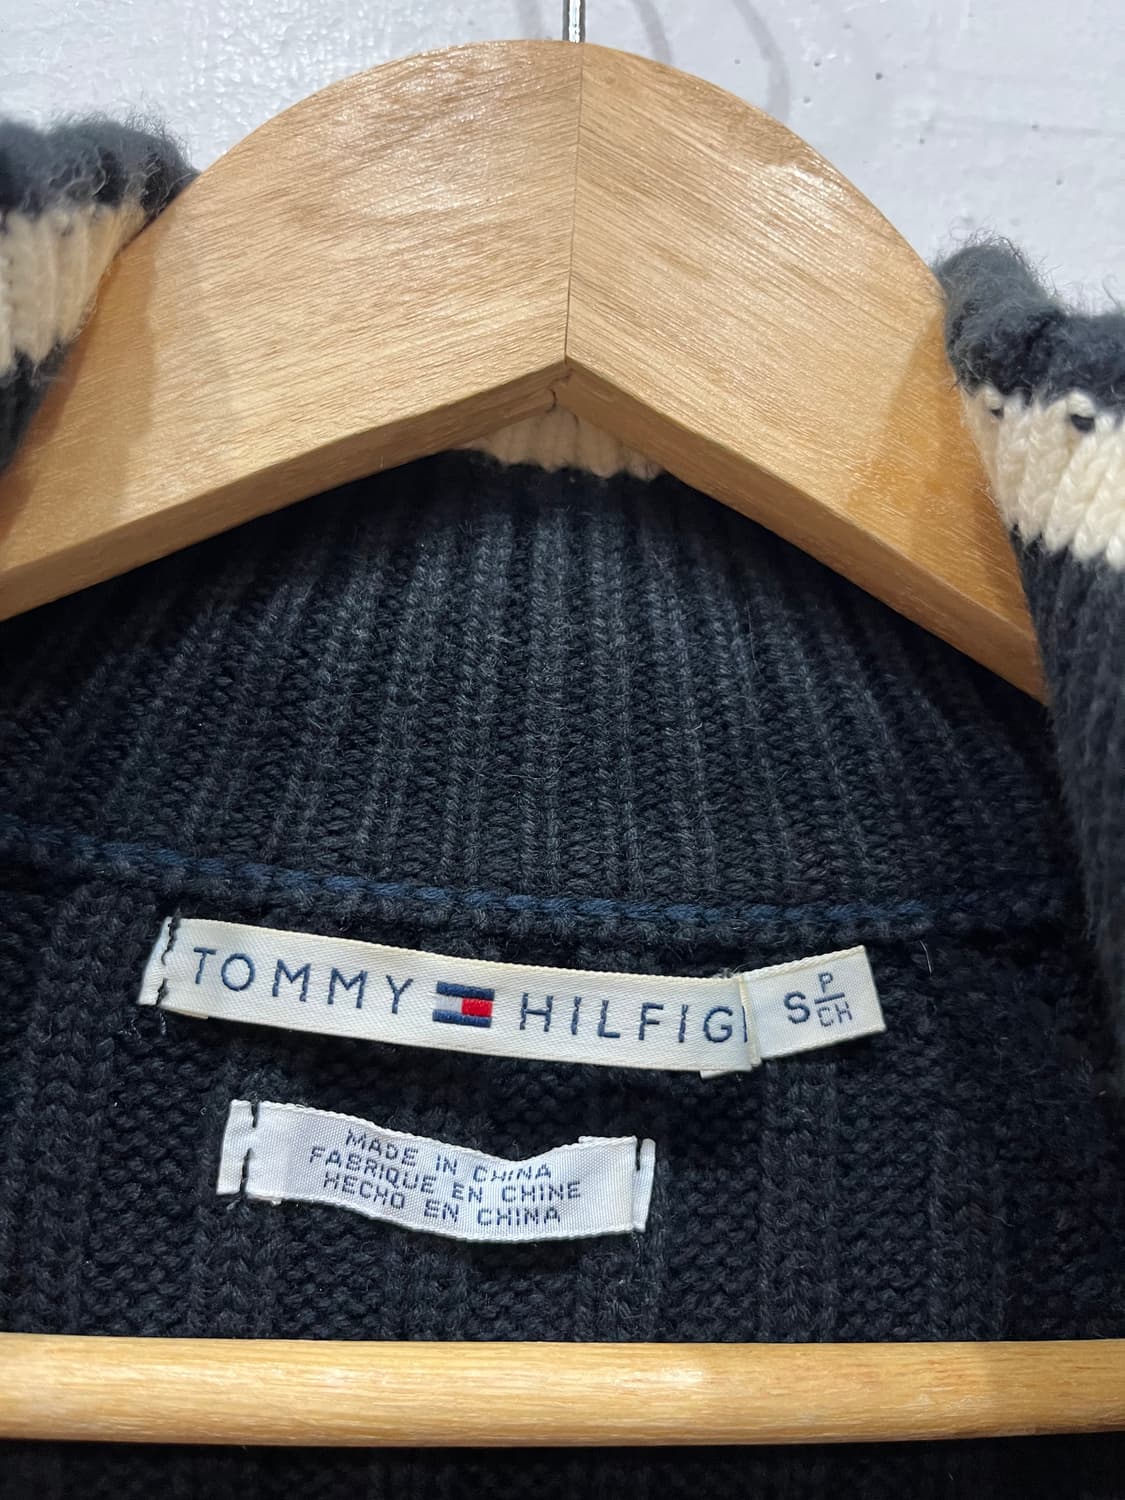 TOMMY HILFIG
S P/CH
MADE IN CHINA
FABRIQUE EN CHINE
HECHO EN CHINA